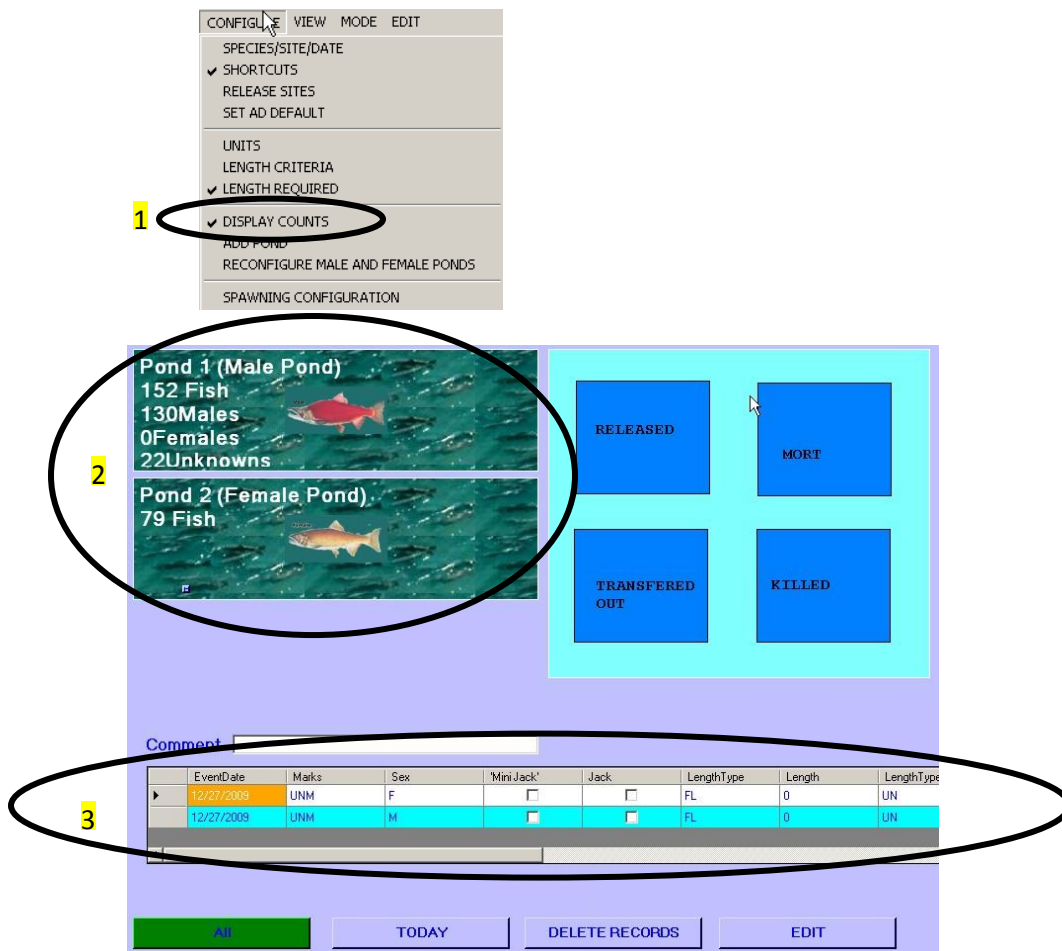 CONFIGURE VIEW MODE EDIT
SPECIES/SITE/DATE
SHORTCUTS
RELEASE SITES
SET AD DEFAULT
UNITS
LENGTH CRITERIA
LENGTH REQUIRED
1
DISPLAY COUNTS
ADD POND
RECONFIGURE MALE AND FEMALE PONDS
SPAWNING CONFIGURATION
2
Pond 1 (Male Pond)
152 Fish
130Males
0Females
22Unknowns
Pond 2 (Female Pond)
79 Fish
RELEASED
MORT
TRANSFERED
OUT
KILLED
Comment
3
EventDate Marks Sex 'Mini Jack' Jack LengthType Length LengthType
12/27/2009 UNM F FL 0 UN
12/27/2009 UNM M FL 0 UN
All TODAY DELETE RECORDS EDIT